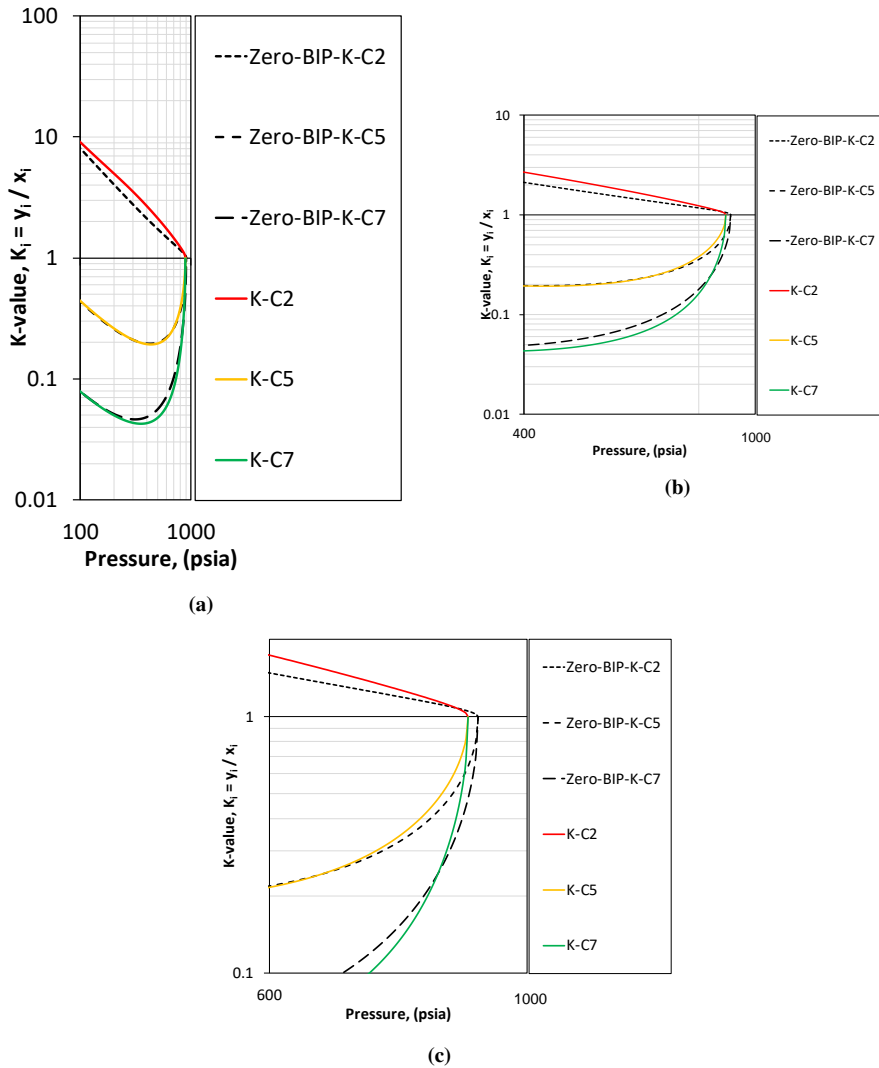 100
10
1
0.1
0.01
K-value, Ki = yi / xi
100 1000
Pressure, (psia)
Zero-BIP-K-C2
Zero-BIP-K-C5
Zero-BIP-K-C7
K-C2
K-C5
K-C7
(a)
10
1
0.1
0.01
K-value, Ki = yi / xi
400 1000
Pressure, (psia)
Zero-BIP-K-C2
Zero-BIP-K-C5
Zero-BIP-K-C7
K-C2
K-C5
K-C7
(b)
1
0.1
K-value, Ki = yi / xi
600 1000
Pressure, (psia)
Zero-BIP-K-C2
Zero-BIP-K-C5
Zero-BIP-K-C7
K-C2
K-C5
K-C7
(c)